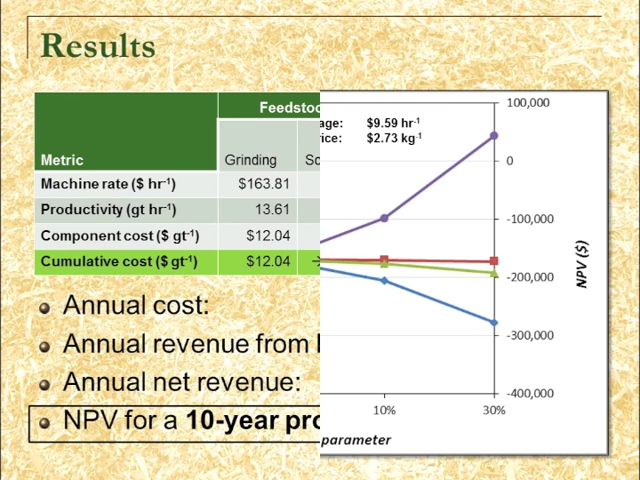 Results
Feedstoc
Metric
Grinding
Sc
Machine rate ($ hr⁻¹)
$163.81
Productivity (gt hr⁻¹)
13.61
Component cost ($ gt⁻¹)
$12.04
Cumulative cost ($ gt⁻¹)
$12.04
Annual cost:
Annual revenue from
Annual net revenue:
NPV for a 10-year pro
age: $9.59 hr⁻¹
rice: $2.73 kg⁻¹
100,000
0
-100,000
-200,000
-300,000
-400,000
NPV ($)
10%
30%
parameter